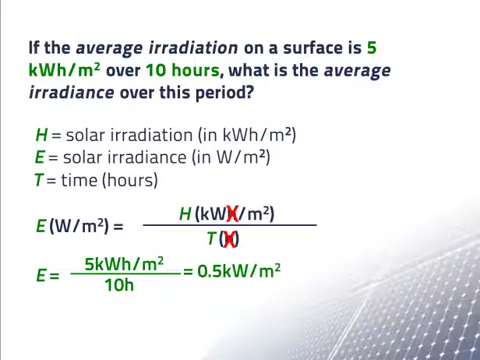 If the average irradiation on a surface is 5
kWh/m² over 10 hours, what is the average
irradiance over this period?
H = solar irradiation (in kWh/m²)
E = solar irradiance (in W/m²)
T = time (hours)
H (kWh/m²)
E (W/m²) =
T (h)
5kWh/m²
E = = 0.5kW/m²
10h